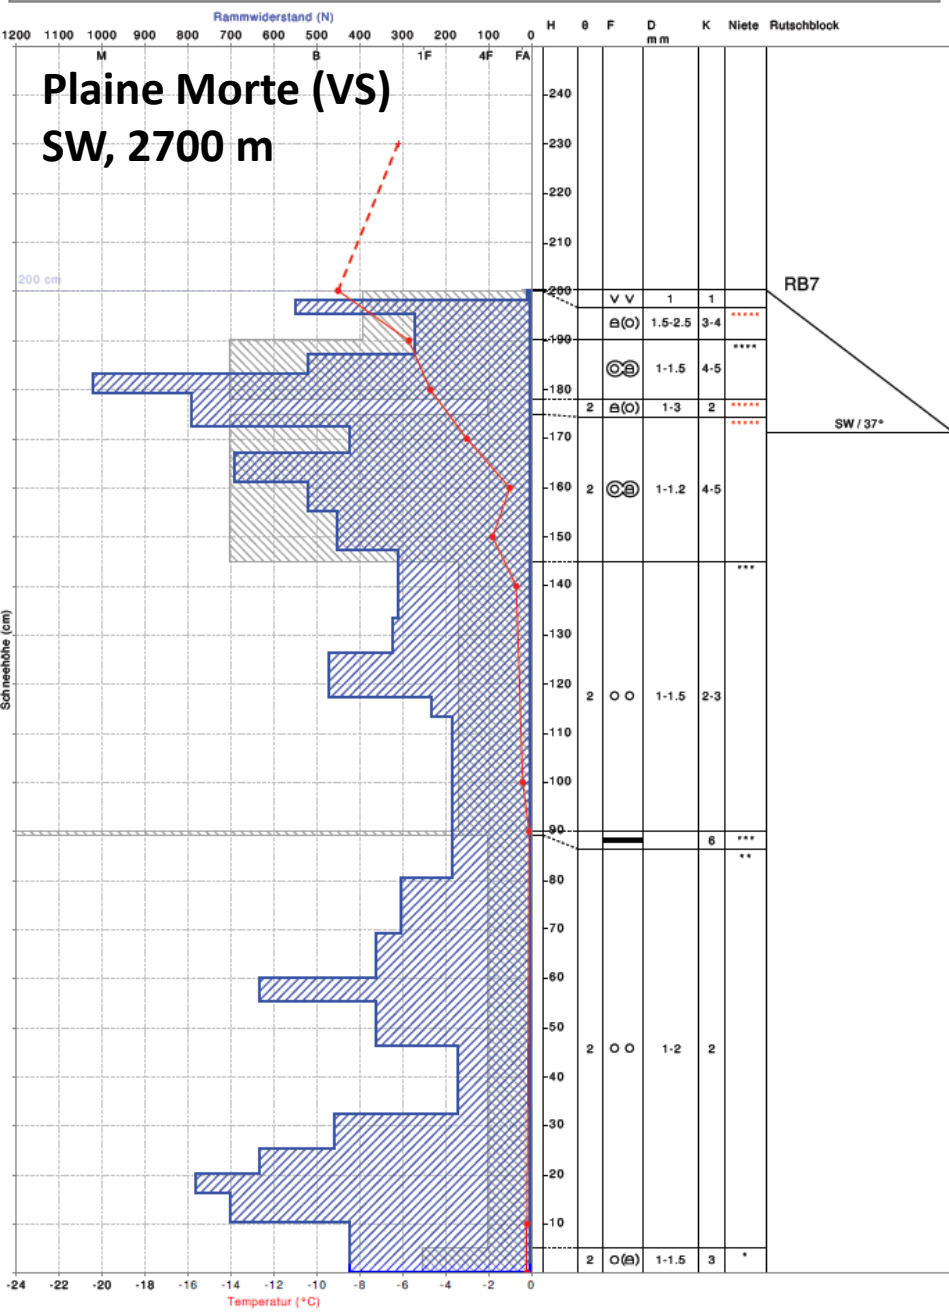 Rammwiderstand (N)
1200 1100 1000 900 800 700 600 500 400 300 200 100 0
M B 1F 4F FA
H θ F D K Niete Rutschblock
mm
Plaine Morte (VS)
SW, 2700 m
240
230
220
210
200 cm
200
RB7
V V 1 1
1.5-2.5 3-4 *****
190
****
1-1.5 4-5
180
2 1-3 2 *****
*****
SW / 37°
170
160
2 1-1.2 4-5
150
***
140
130
Schneehöhe (cm)
120
2 O O 1-1.5 2-3
110
100
90
6 ***
**
80
70
60
50
2 O O 1-2 2
40
30
20
10
2 1-1.5 3 *
-24 -22 -20 -18 -16 -14 -12 -10 -8 -6 -4 -2 0
Temperatur (°C)